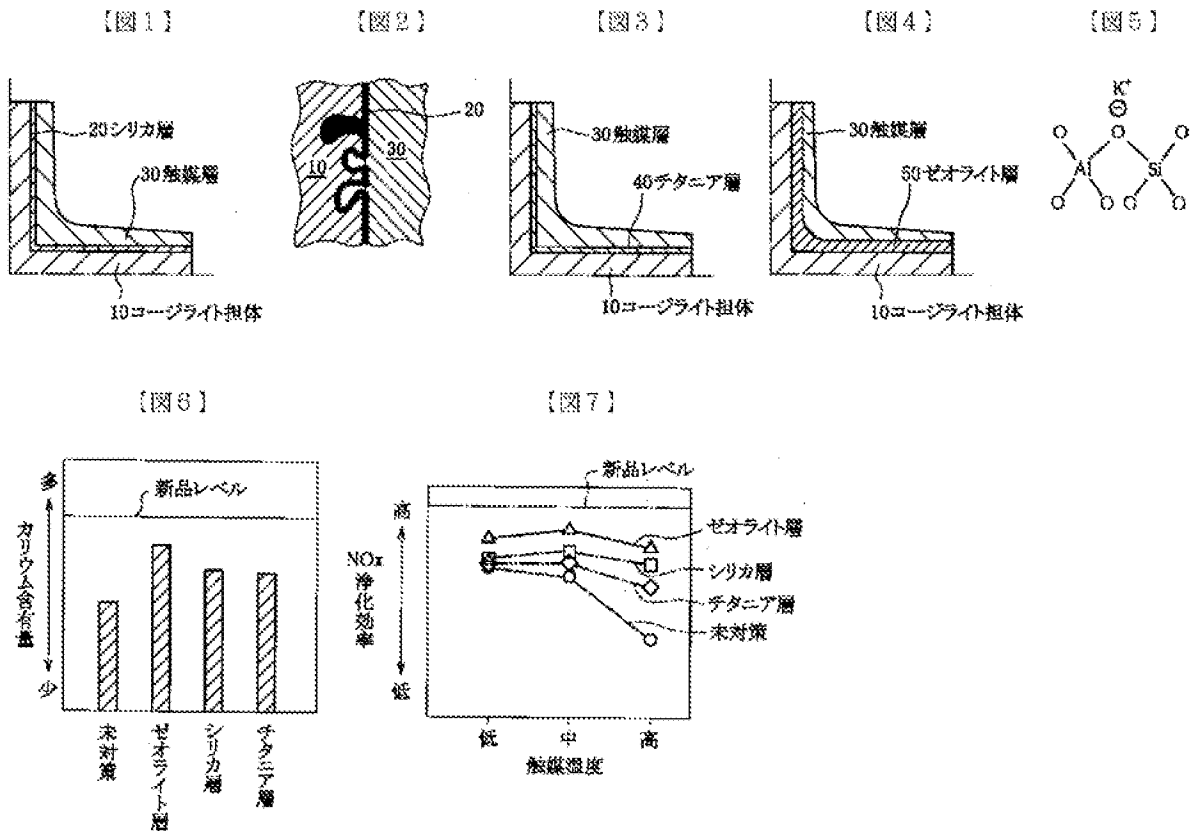 【図1】
【図2】
【図3】
【図4】
【図5】
20シリカ層
30触媒層
10コージライト担体
20
10
30
30触媒層
40チタニア層
10コージライト担体
30触媒層
50ゼオライト層
10コージライト担体
K+
⊖
O O O
Al Si
O O O O
【図6】
【図7】
多
カリウム含有量
少
新品レベル
未対策
ゼオライト層
シリカ層
チタニア層
新品レベル
高
NOx
浄化効率
低
ゼオライト層
シリカ層
チタニア層
未対策
低 中 高
触媒温度